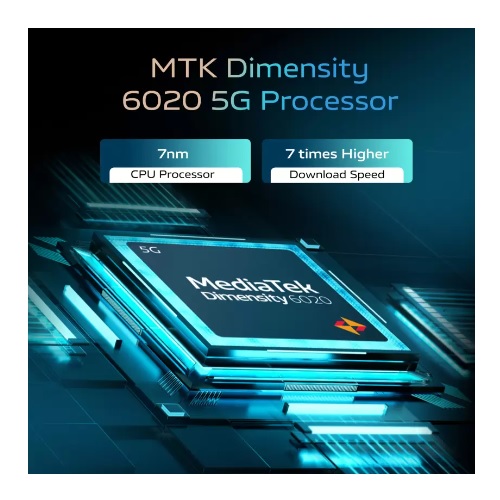 MTK Dimensity
6020 5G Processor
7nm
CPU Processor
7 times Higher
Download Speed
5G
MediaTek
Dimensity 6020